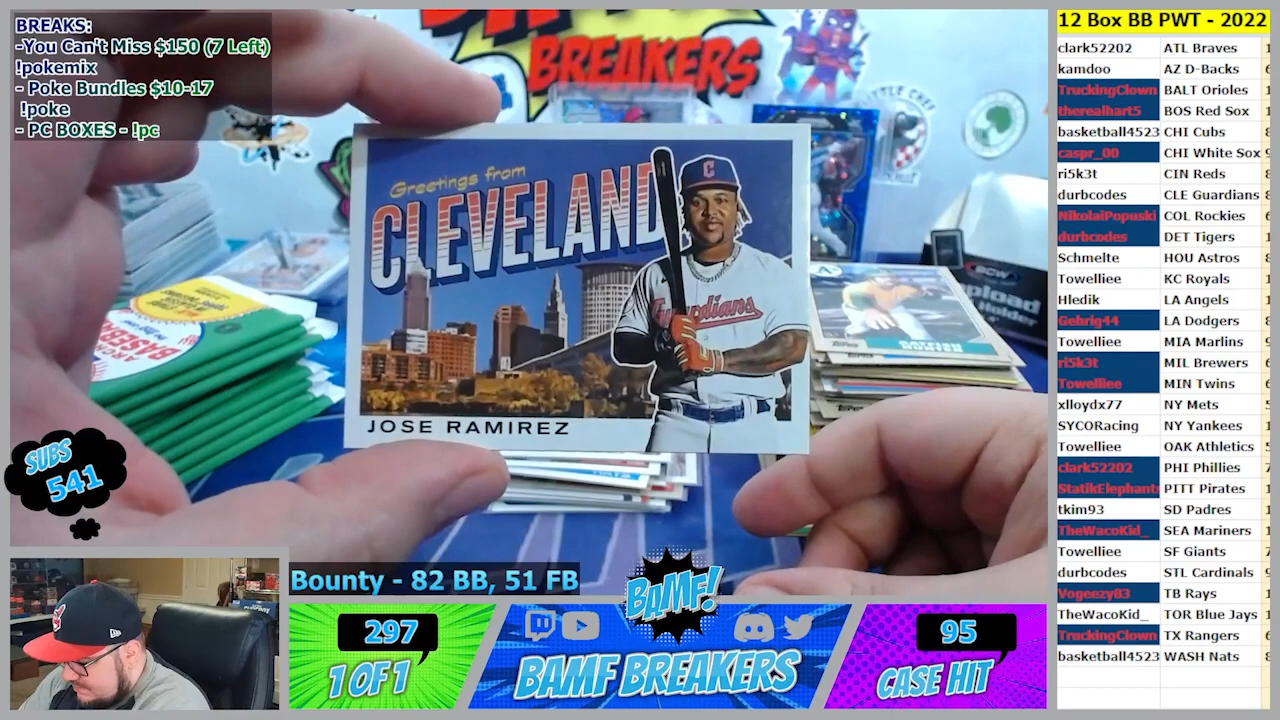 BREAKS:
-You Can't Miss $150 (7 Left)
!pokemix
- Poke Bundles $10-17
!poke
- PC BOXES - !pc
BREAKERS
Greetings from
CLEVELAND
C
Guardians
JOSE RAMIREZ
BASEBALL
BCW
SUBS
541
Bounty - 82 BB, 51 FB
BAMF!
297
1 OF 1
BAMF BREAKERS
95
CASE HIT
12 Box BB PWT - 2022
clark52202 ATL Braves
kamdoo AZ D-Backs
TruckingClown BALT Orioles
therealhart5 BOS Red Sox
basketball4523 CHI Cubs
caspr_00 CHI White Sox
ri5k3t CIN Reds
durbcodes CLE Guardians
NikolaiPopuski COL Rockies
durbcodes DET Tigers
Schmelte HOU Astros
Towelliee KC Royals
Hledik LA Angels
Gehrig44 LA Dodgers
Towelliee MIA Marlins
ri5k3t MIL Brewers
Towelliee MIN Twins
xlloydx77 NY Mets
SYCORacing NY Yankees
Towelliee OAK Athletics
clark52202 PHI Phillies
StatikElephant PITT Pirates
tkim93 SD Padres
TheWacoKid_ SEA Mariners
Towelliee SF Giants
durbcodes STL Cardinals
Vogeezy03 TB Rays
TheWacoKid_ TOR Blue Jays
TruckingClown TX Rangers
basketball4523 WASH Nats